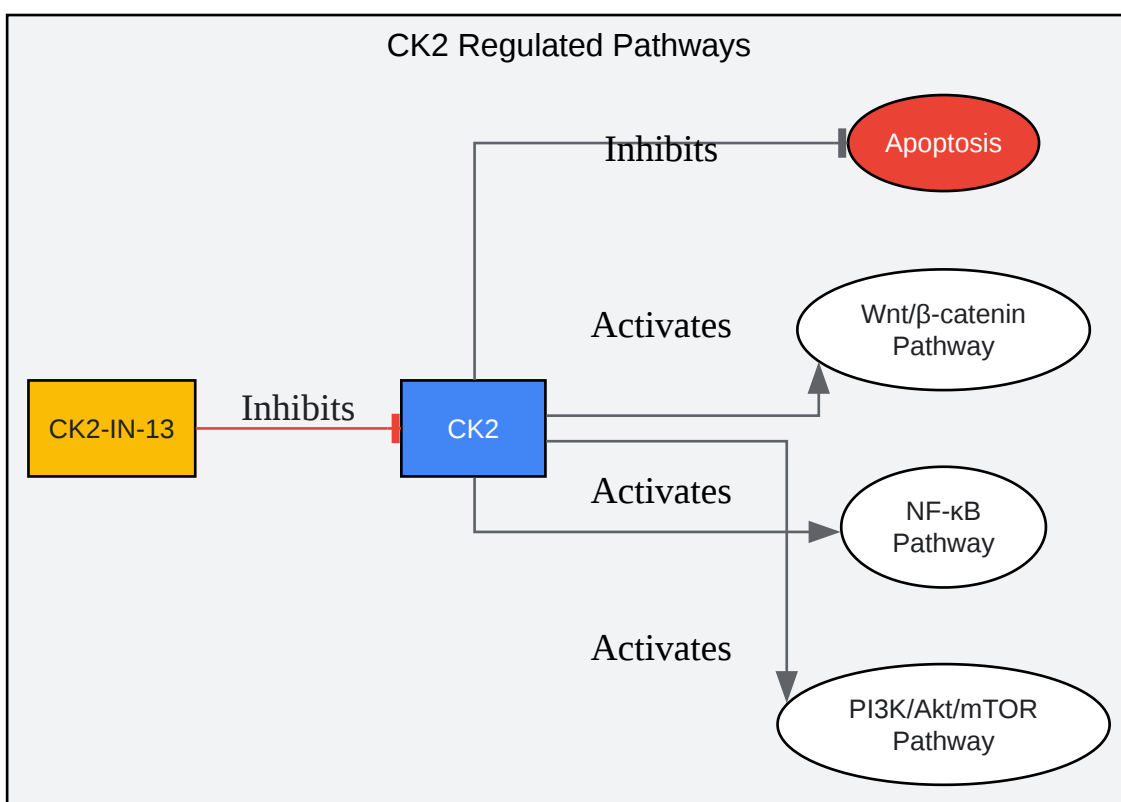 CK2 Regulated Pathways
Inhibits
Apoptosis
Activates
Wnt/β-catenin
Pathway
CK2-IN-13
Inhibits
CK2
Activates
NF-κB
Pathway
Activates
PI3K/Akt/mTOR
Pathway